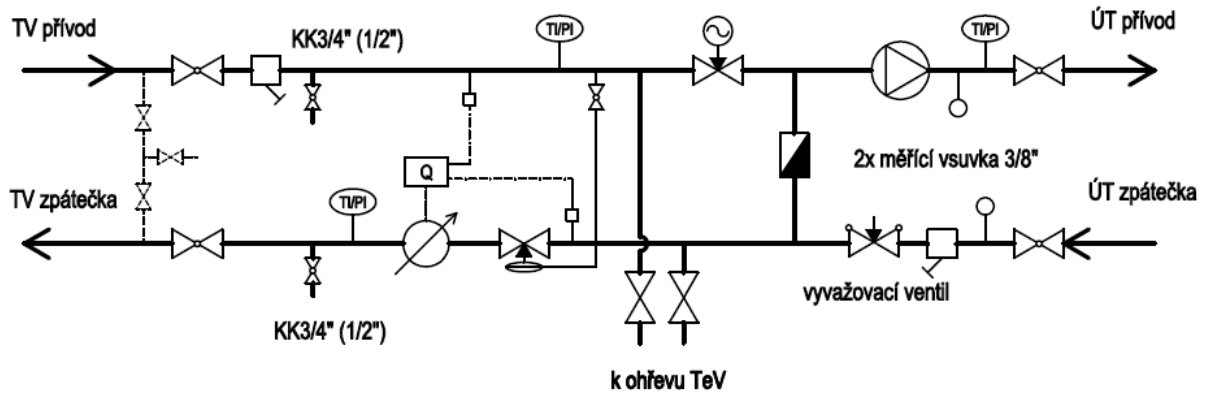 TV přívod
KK3/4" (1/2")
TI/PI
TI/PI
ÚT přívod
2x měřící vsuvka 3/8"
Q
TV zpátečka
TI/PI
ÚT zpátečka
vyvažovací ventil
KK3/4" (1/2")
k ohřevu TeV